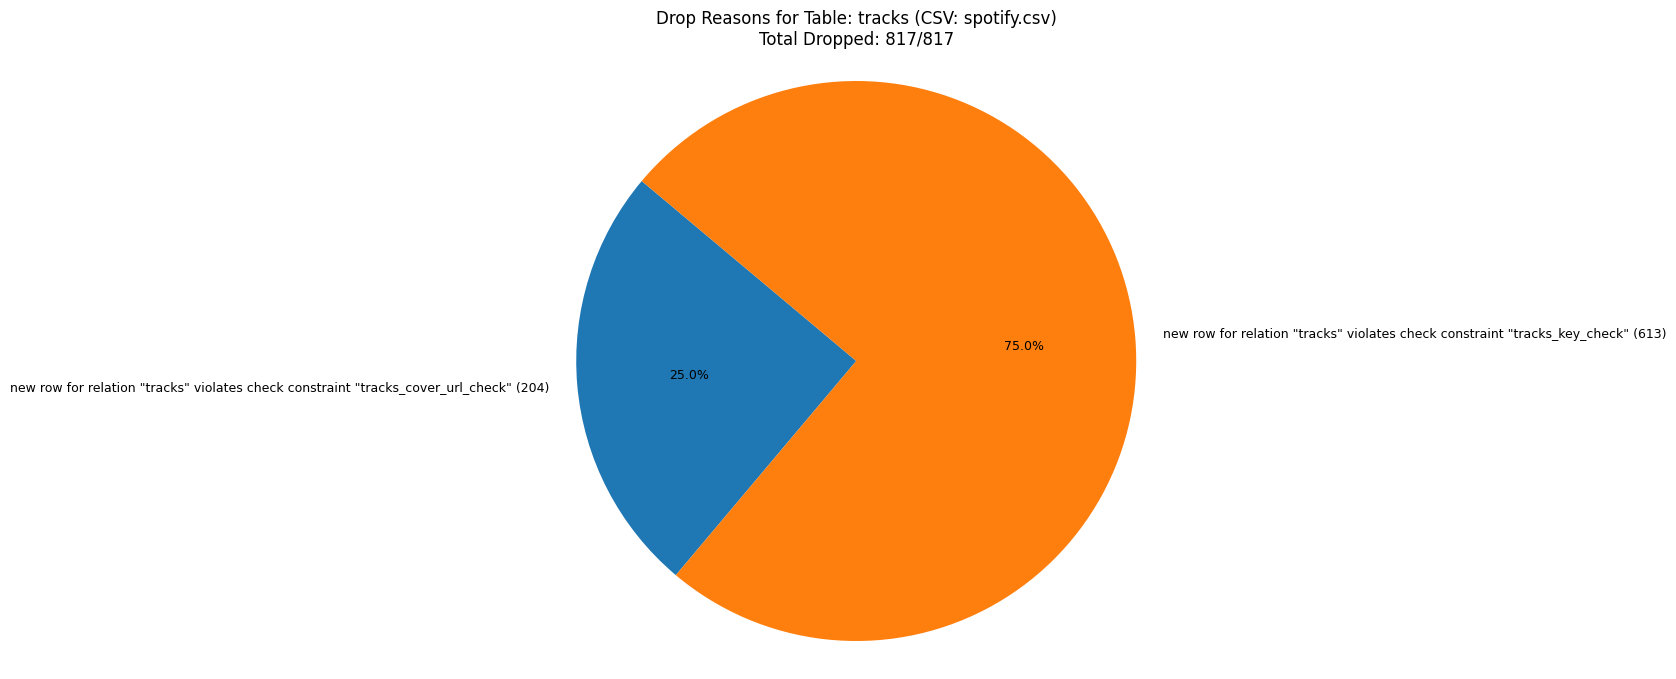 Drop Reasons for Table: tracks (CSV: spotify.csv)
Total Dropped: 817/817
new row for relation "tracks" violates check constraint "tracks_key_check" (613)
75.0%
25.0%
new row for relation "tracks" violates check constraint "tracks_cover_url_check" (204)